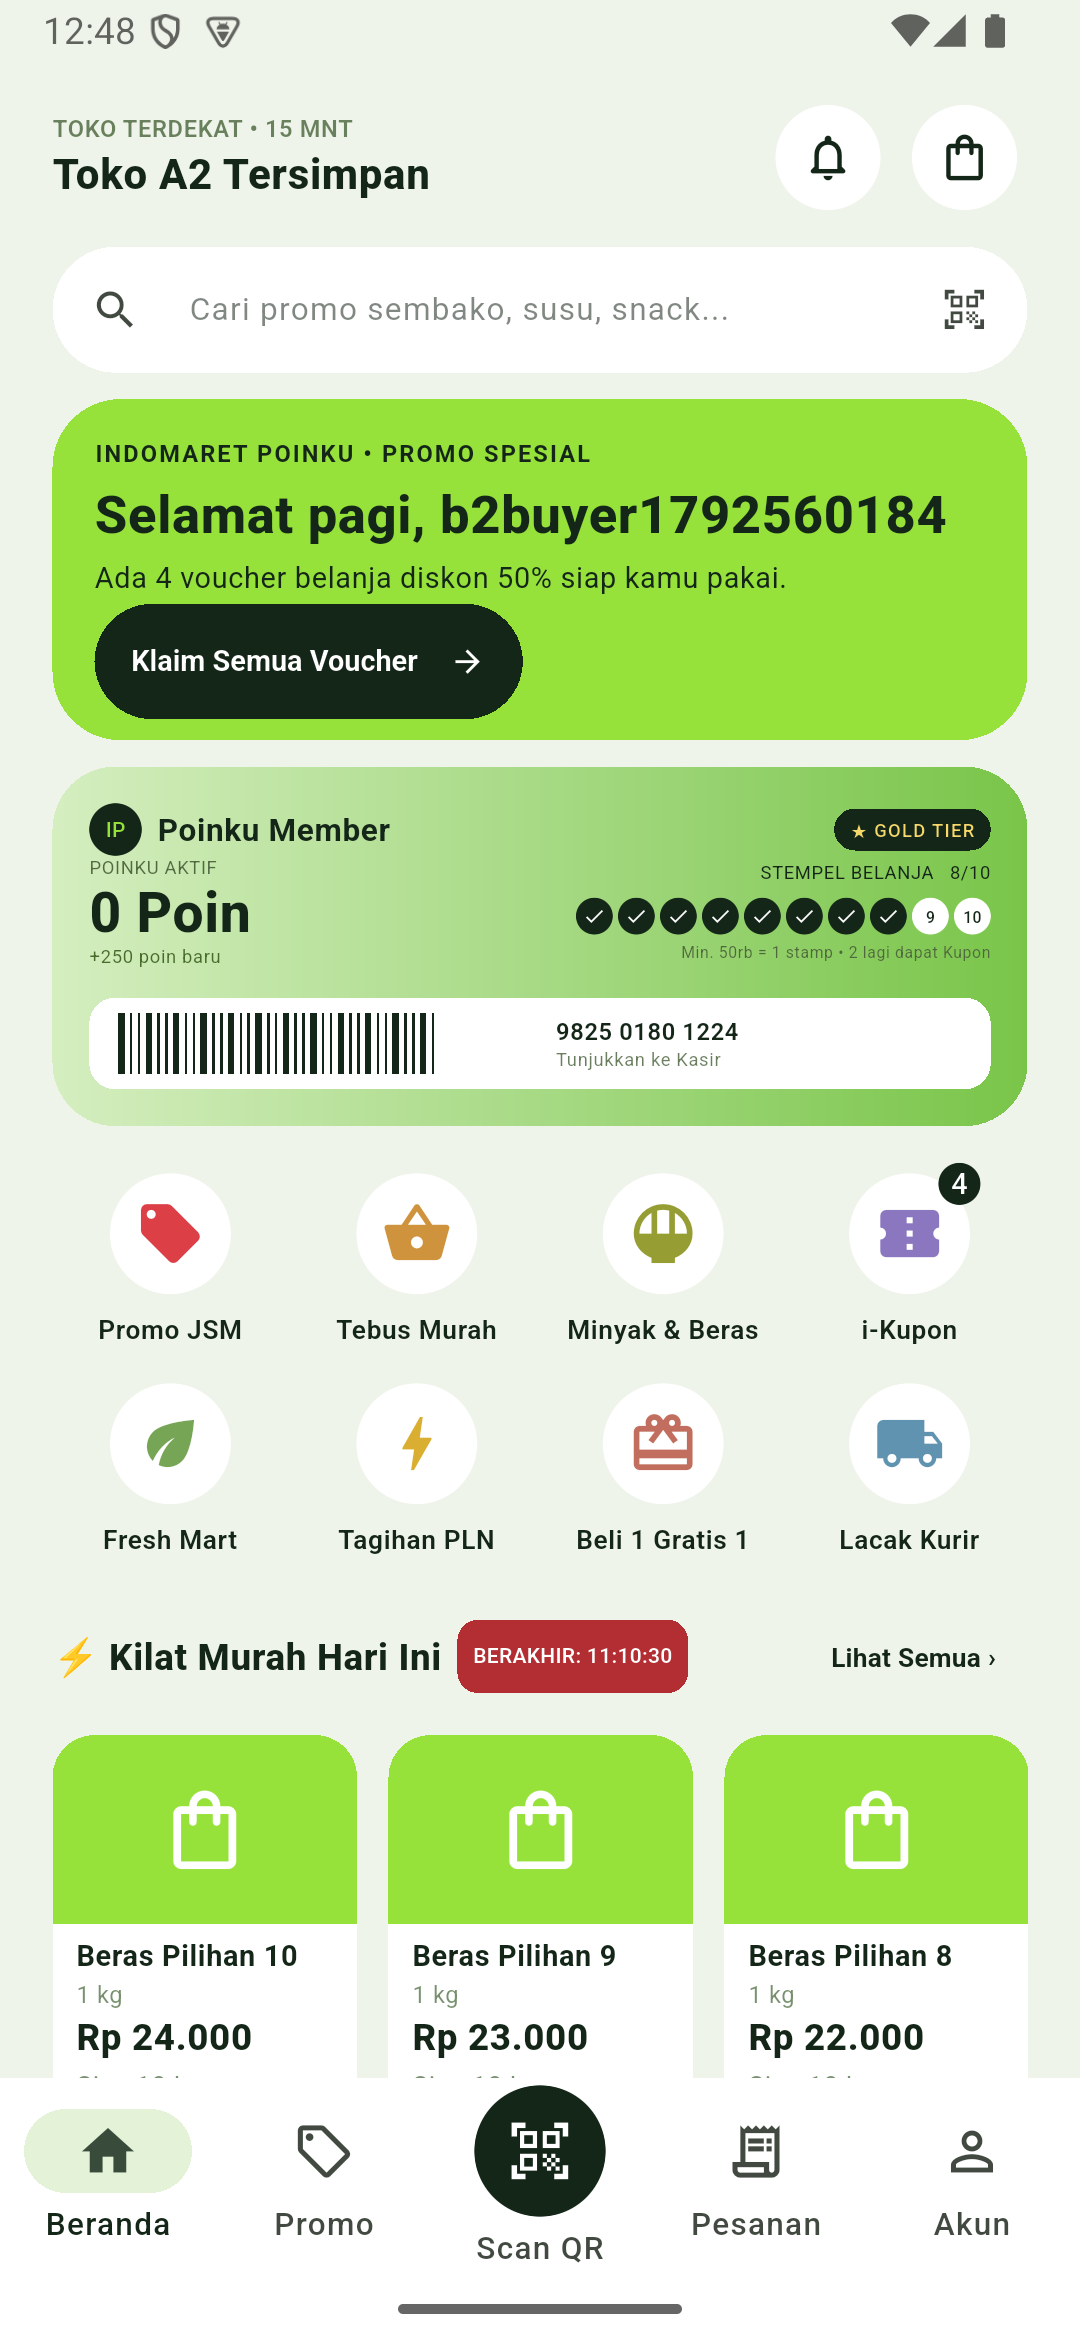 12:48
TOKO TERDEKAT • 15 MNT
Toko A2 Tersimpan
Cari promo sembako, susu, snack...
INDOMARET POINKU • PROMO SPESIAL
Selamat pagi, b2buyer1792560184
Ada 4 voucher belanja diskon 50% siap kamu pakai.
Klaim Semua Voucher →
IP Poinku Member
★ GOLD TIER
POINKU AKTIF
0 Poin
+250 poin baru
STEMPEL BELANJA 8/10
9 10
Min. 50rb = 1 stamp • 2 lagi dapat Kupon
9825 0180 1224
Tunjukkan ke Kasir
4
Promo JSM Tebus Murah Minyak & Beras i-Kupon
Fresh Mart Tagihan PLN Beli 1 Gratis 1 Lacak Kurir
⚡ Kilat Murah Hari Ini BERAKHIR: 11:10:30 Lihat Semua ›
Beras Pilihan 10
1 kg
Rp 24.000
Beras Pilihan 9
1 kg
Rp 23.000
Beras Pilihan 8
1 kg
Rp 22.000
Beranda Promo Scan QR Pesanan Akun